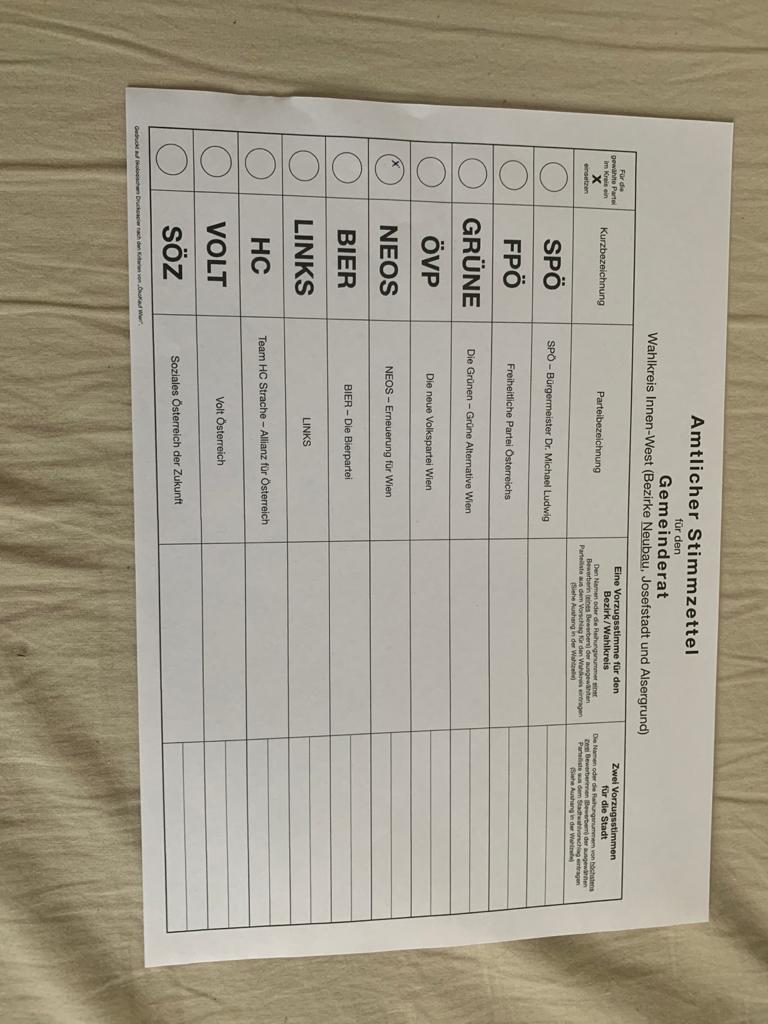 Amtlicher Stimmzettel
für den
Gemeinderat
Wahlkreis Innen-West (Bezirke Neubau, Josefstadt und Alsergrund)
Für die
gewählte Partei
X
im Kreis ein
einsetzen
Kurzbezeichnung
Parteibezeichnung
Eine Vorzugsstimme für den
Bezirk/Wahlkreis
Den Namen oder die Reihungsnummer einer
Bewerberin (eines Bewerbers) der ausgewählten
Parteiliste aus dem Vorschlag für den Wahlkreis eintragen
(Siehe Aushang in der Wahlzelle)
Zwei Vorzugsstimmen
für die Stadt
Die Namen oder die Reihungsnummern von höchstens
zwei Bewerberinnen (Bewerbern) der ausgewählten
Parteiliste aus dem Stadtwahlvorschlag eintragen
(Siehe Aushang in der Wahlzelle)
SPÖ SPÖ – Bürgermeister Dr. Michael Ludwig
FPÖ Freiheitliche Partei Österreichs
GRÜNE Die Grünen – Grüne Alternative Wien
ÖVP Die neue Volkspartei Wien
x NEOS NEOS – Erneuerung für Wien
BIER BIER – Die Bierpartei
LINKS LINKS
HC Team HC Strache – Allianz für Österreich
VOLT Volt Österreich
SÖZ Soziales Österreich der Zukunft
Gedruckt auf ökologischem Druckpapier nach den Kriterien von „ÖkoKauf Wien“.